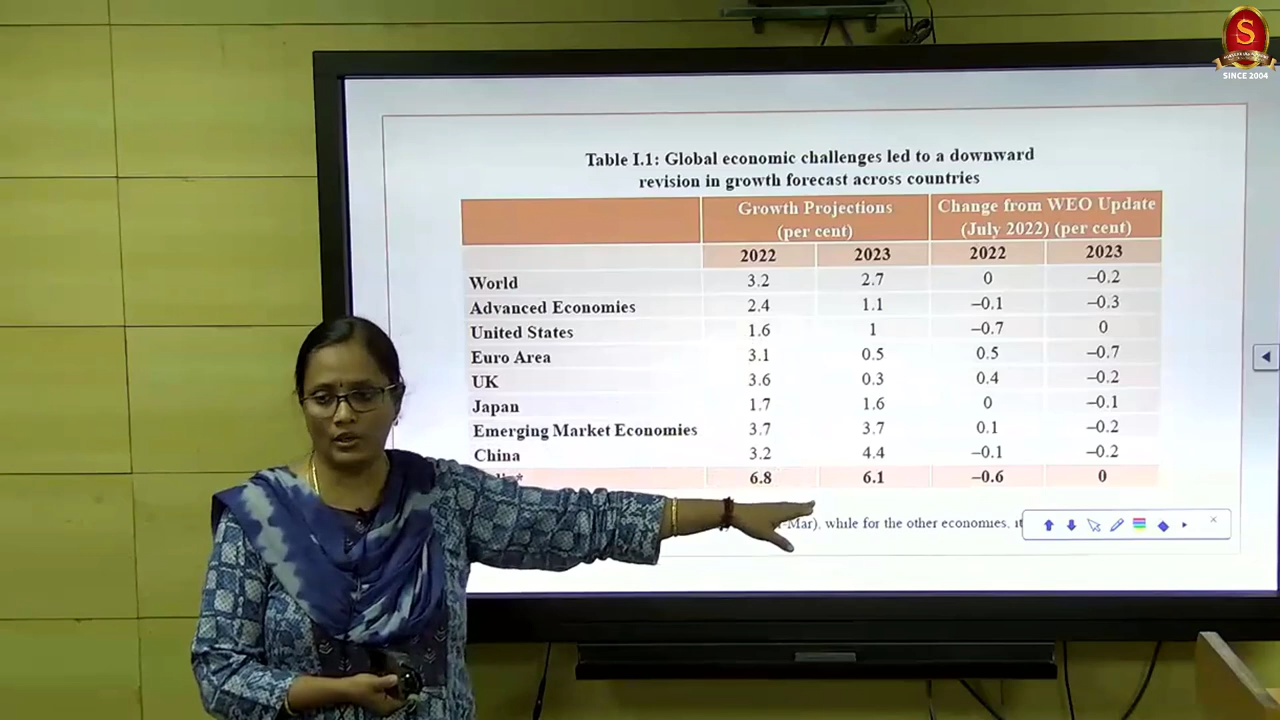 S
SINCE 2004
Table I.1: Global economic challenges led to a downward
revision in growth forecast across countries
Growth Projections (per cent) Change from WEO Update (July 2022) (per cent)
2022 2023 2022 2023
World 3.2 2.7 0 –0.2
Advanced Economies 2.4 1.1 –0.1 –0.3
United States 1.6 1 –0.7 0
Euro Area 3.1 0.5 0.5 –0.7
UK 3.6 0.3 0.4 –0.2
Japan 1.7 1.6 0 –0.1
Emerging Market Economies 3.7 3.7 0.1 –0.2
China 3.2 4.4 –0.1 –0.2
6.8 6.1 –0.6 0
-Mar), while for the other economies, it